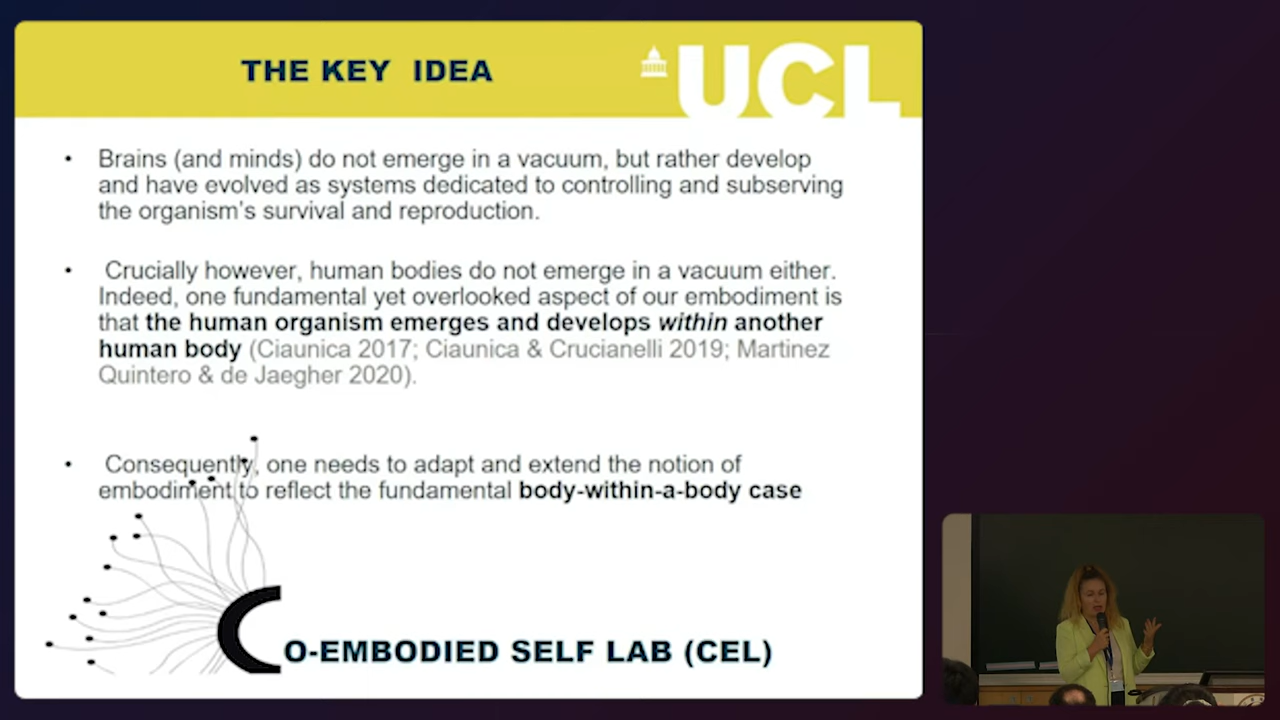 THE KEY IDEA
UCL
• Brains (and minds) do not emerge in a vacuum, but rather develop
and have evolved as systems dedicated to controlling and subserving
the organism's survival and reproduction.
• Crucially however, human bodies do not emerge in a vacuum either.
Indeed, one fundamental yet overlooked aspect of our embodiment is
that the human organism emerges and develops within another
human body (Ciaunica 2017; Ciaunica & Crucianelli 2019; Martinez
Quintero & de Jaegher 2020).
• Consequently, one needs to adapt and extend the notion of
embodiment to reflect the fundamental body-within-a-body case
CO-EMBODIED SELF LAB (CEL)